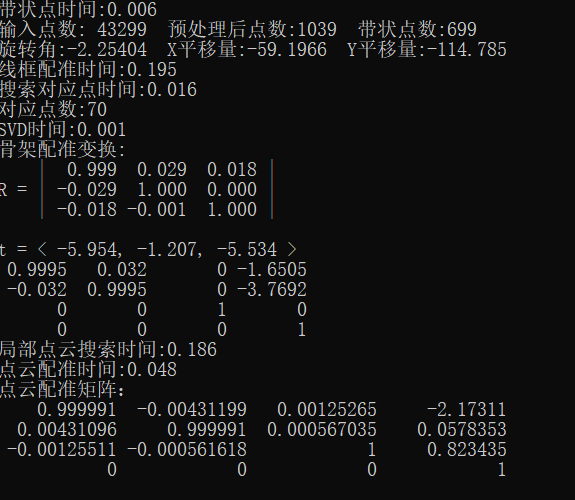 带状点时间:0.006
输入点数: 43299  预处理后点数:1039  带状点数:699
旋转角:-2.25404  X平移量:-59.1966  Y平移量:-114.785
线框配准时间:0.195
搜索对应点时间:0.016
对应点数:70
SVD时间:0.001
骨架配准变换:
| 0.999 0.029 0.018 |
R = | -0.029 1.000 0.000 |
| -0.018 -0.001 1.000 |
t = < -5.954, -1.207, -5.534 >
0.9995 0.032 0 -1.6505
-0.032 0.9995 0 -3.7692
0 0 1 0
0 0 0 1
局部点云搜索时间:0.186
点云配准时间:0.048
点云配准矩阵:
0.999991 -0.00431199 0.00125265 -2.17311
0.00431096 0.999991 0.000567035 0.0578353
-0.00125511 -0.000561618 1 0.823435
0 0 0 1